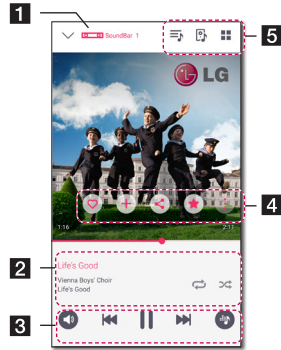 1
SoundBar 1
5
LG
4
1:16
2:11
2
Life's Good
Vienna Boys' Choir
Life's Good
3